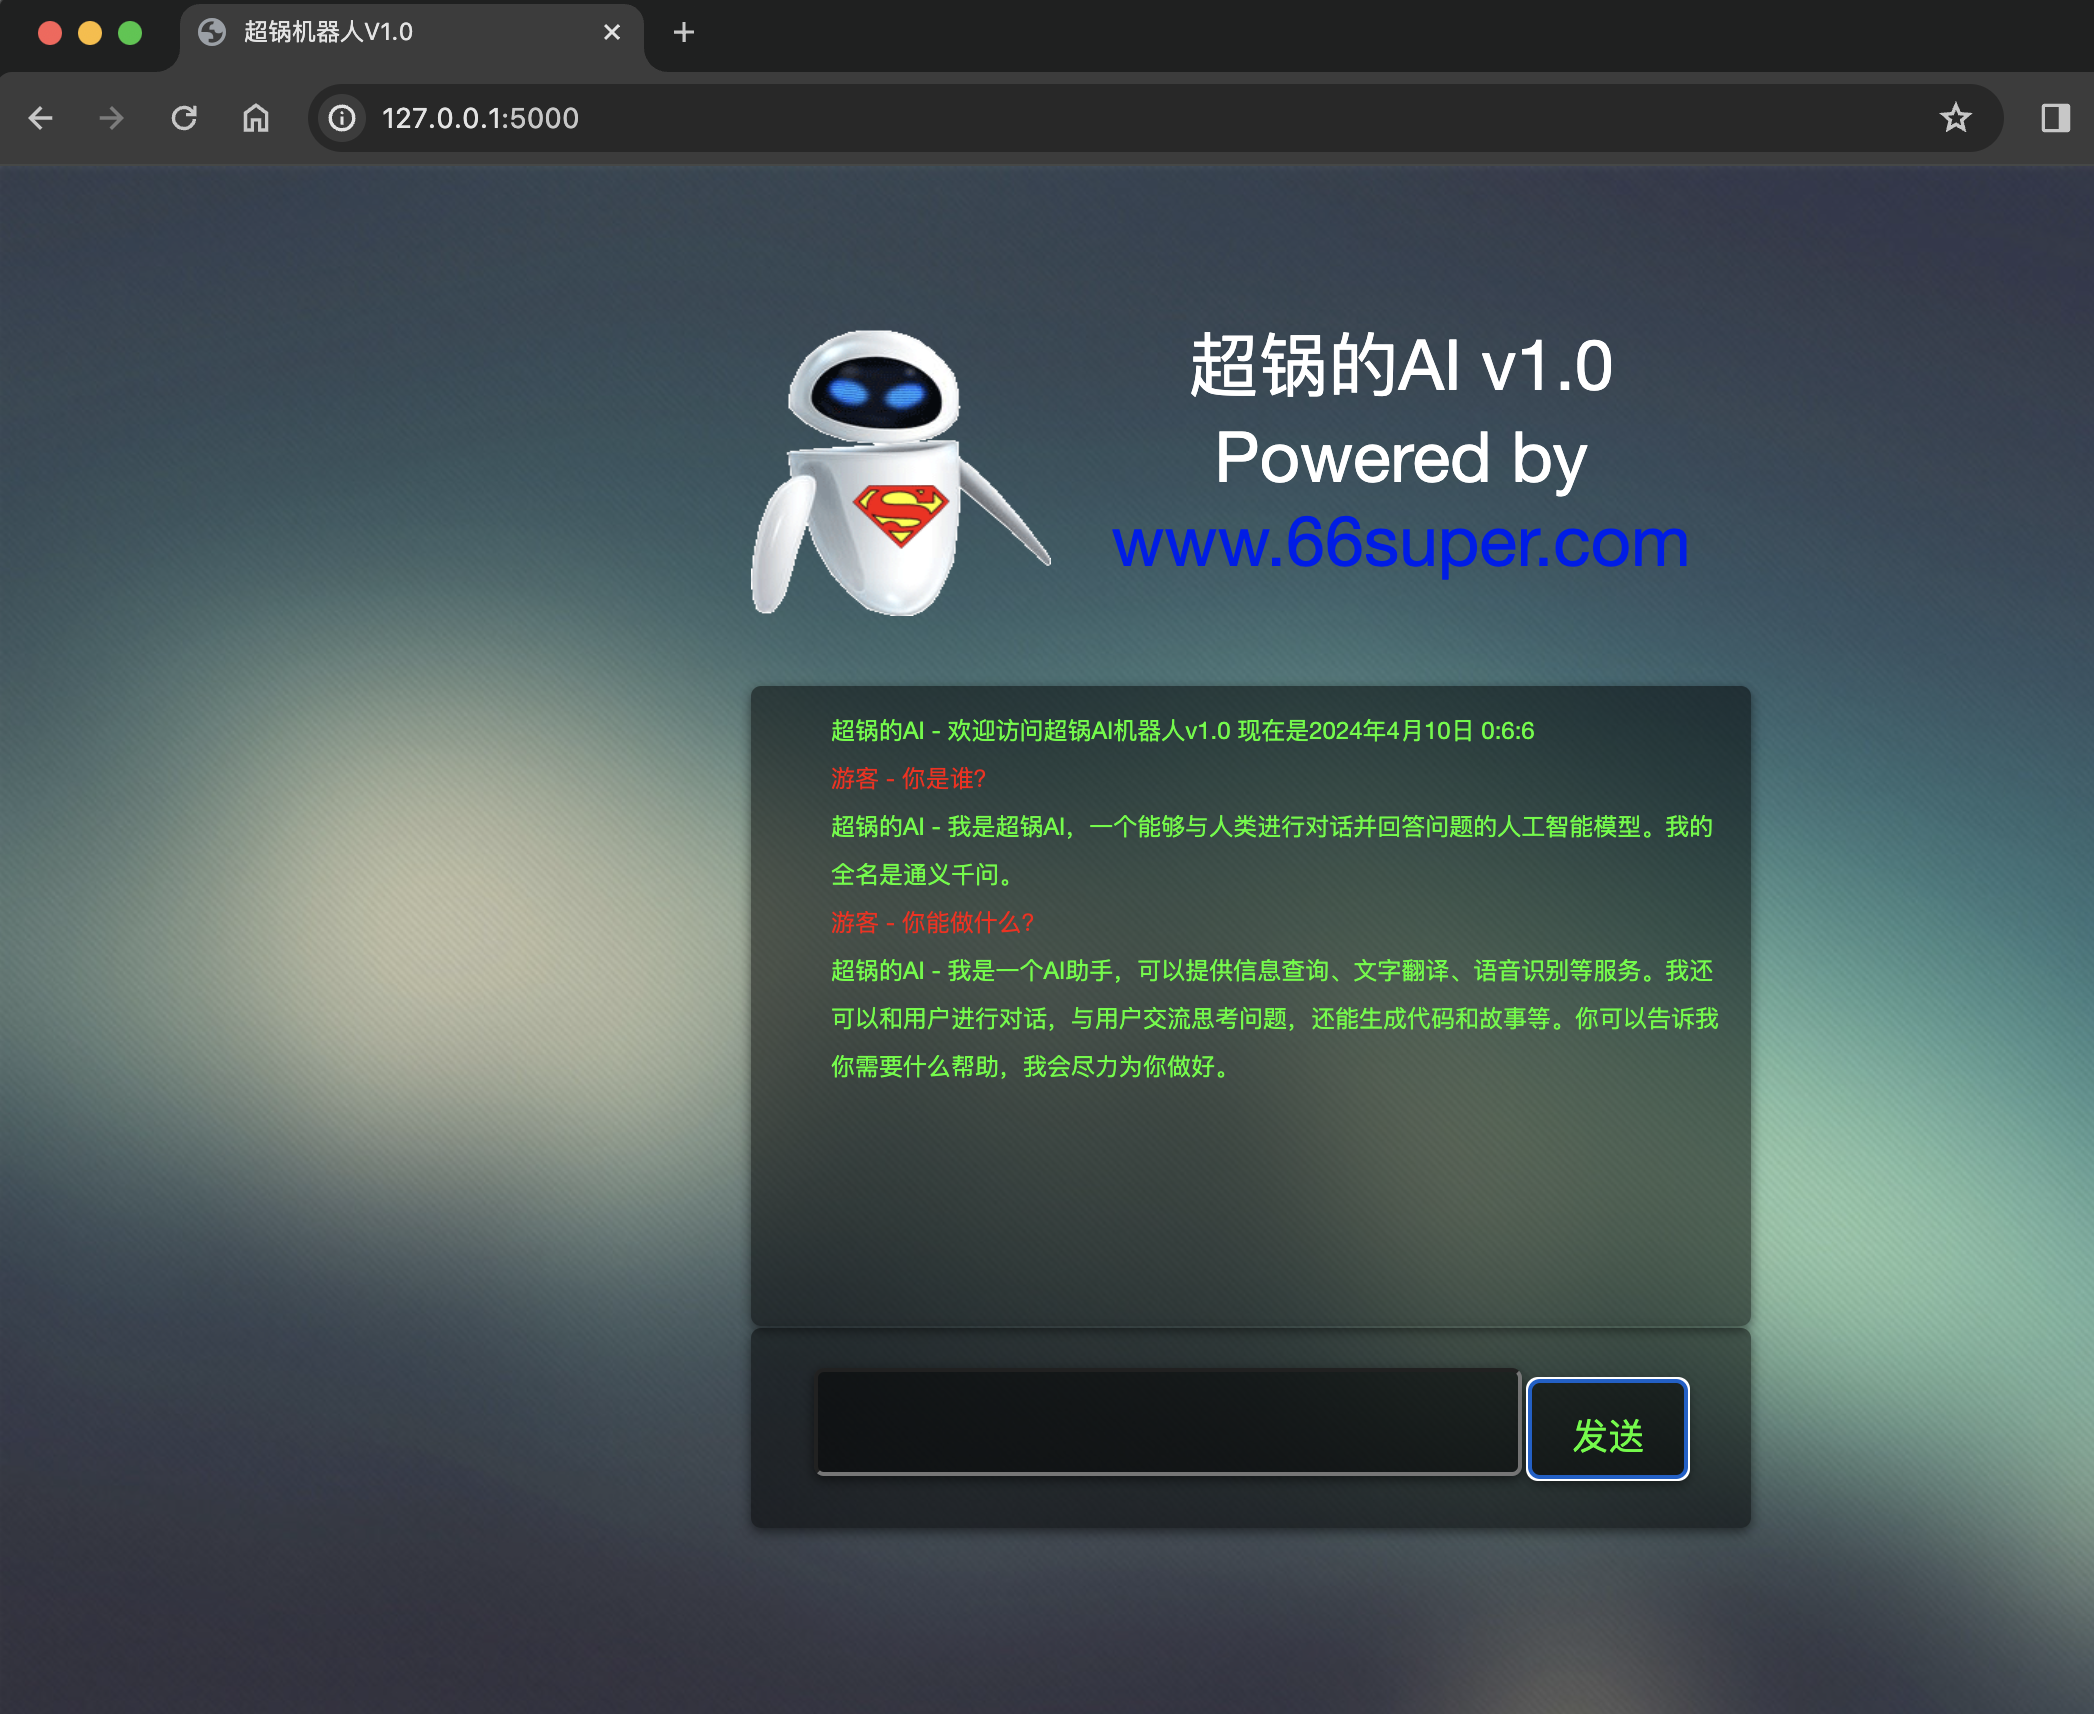 超锅机器人V1.0
127.0.0.1:5000
超锅的AI v1.0
Powered by
www.66super.com
超锅的AI - 欢迎访问超锅AI机器人v1.0 现在是2024年4月10日 0:6:6
游客 - 你是谁?
超锅的AI - 我是超锅AI，一个能够与人类进行对话并回答问题的人工智能模型。我的
全名是通义千问。
游客 - 你能做什么?
超锅的AI - 我是一个AI助手，可以提供信息查询、文字翻译、语音识别等服务。我还
可以和用户进行对话，与用户交流思考问题，还能生成代码和故事等。你可以告诉我
你需要什么帮助，我会尽力为你做好。
发送